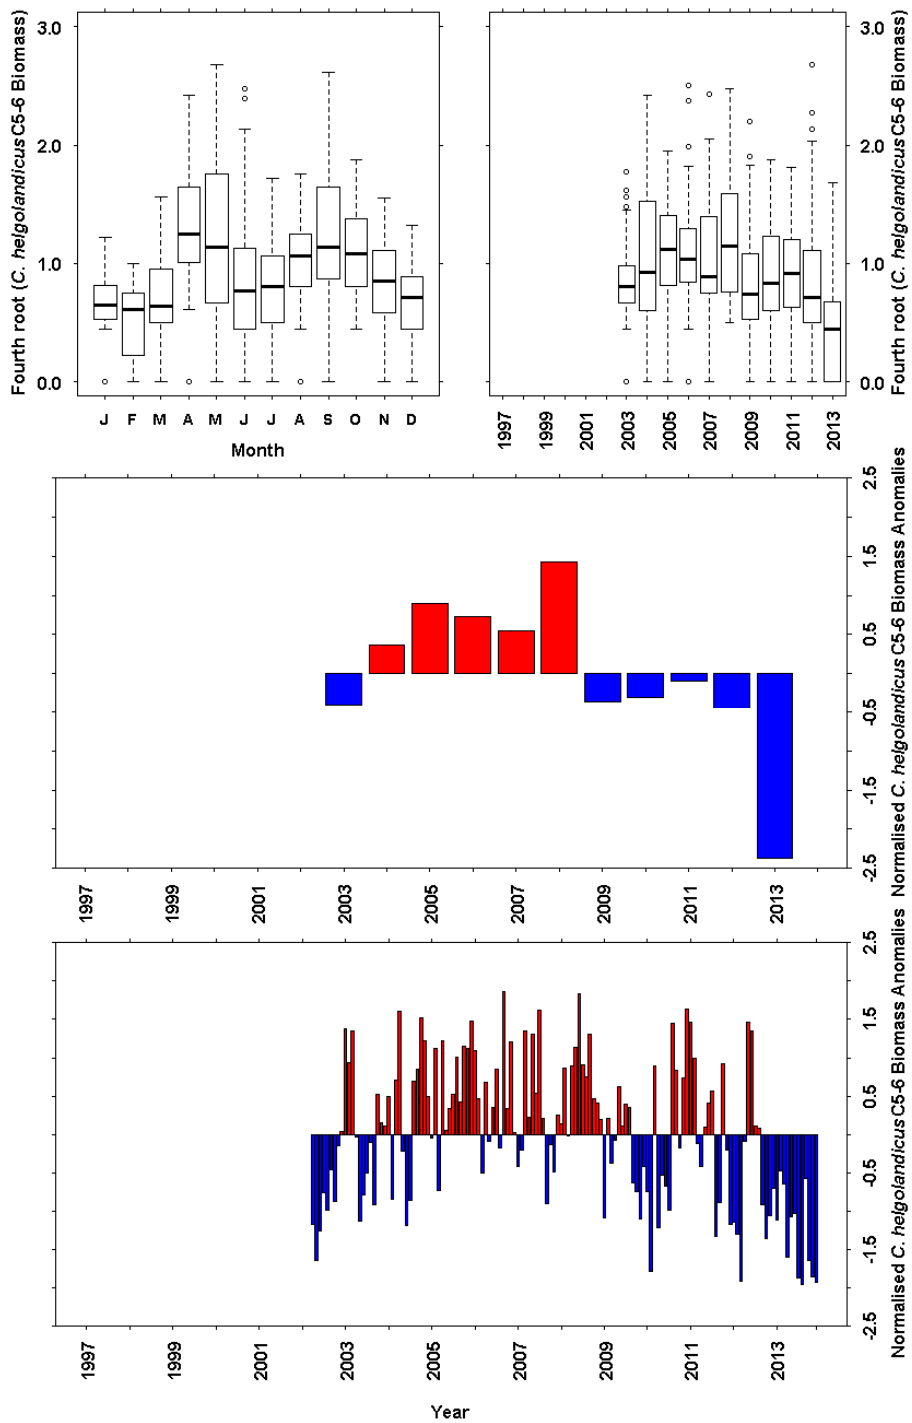 Fourth root (C. helgolandicus C5-6 Biomass)
3.0
2.0
1.0
0.0
J F M A M J J A S O N D
Month
3.0
2.0
1.0
0.0
Fourth root (C. helgolandicus C5-6 Biomass)
1997 1999 2001 2003 2005 2007 2009 2011 2013
2.5
1.5
0.5
-0.5
-1.5
-2.5
Normalised C. helgolandicus C5-6 Biomass Anomalies
1997 1999 2001 2003 2005 2007 2009 2011 2013
2.5
1.5
0.5
-0.5
-1.5
-2.5
Normalised C. helgolandicus C5-6 Biomass Anomalies
1997 1999 2001 2003 2005 2007 2009 2011 2013
Year